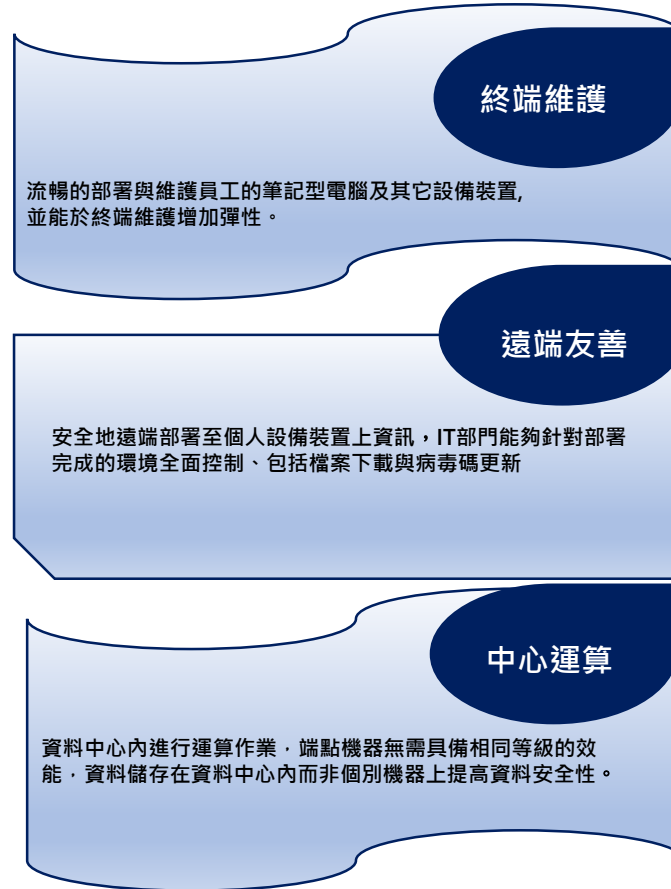 終端維護
流暢的部署與維護員工的筆記型電腦及其它設備裝置,
並能於終端維護增加彈性。
遠端友善
安全地遠端部署至個人設備裝置上資訊，IT部門能夠針對部署
完成的環境全面控制、包括檔案下載與病毒碼更新
中心運算
資料中心內進行運算作業，端點機器無需具備相同等級的效
能，資料儲存在資料中心內而非個別機器上提高資料安全性。